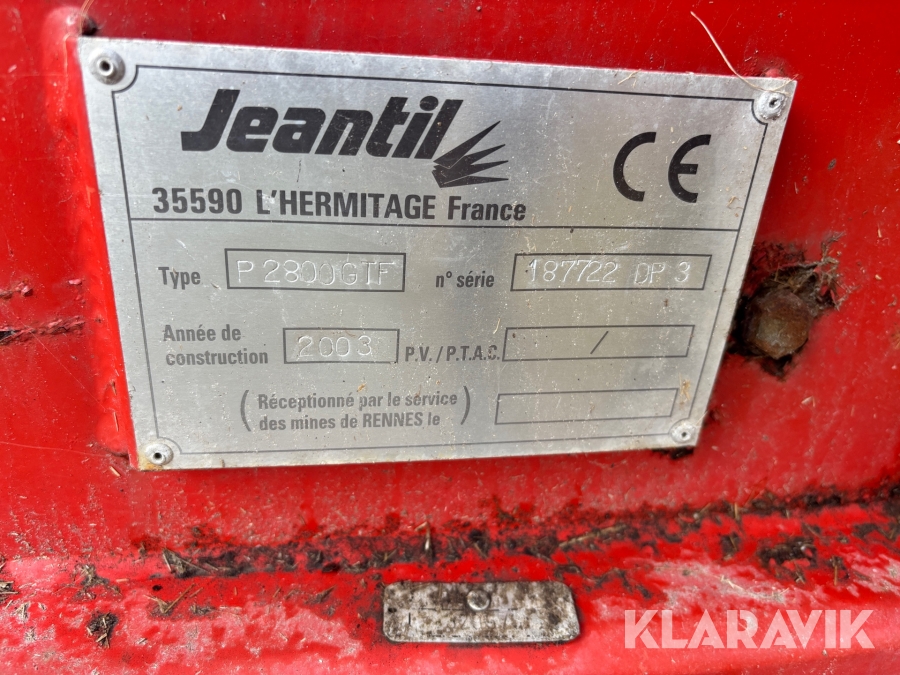 Jeantil
CE
35590 L'HERMITAGE France
Type P 2800GTF n° série 187722 DP 3
Année de construction 2003 P.V./P.T.A.C. /
(Réceptionné par le service
des mines de RENNES le)
KLARAVIK